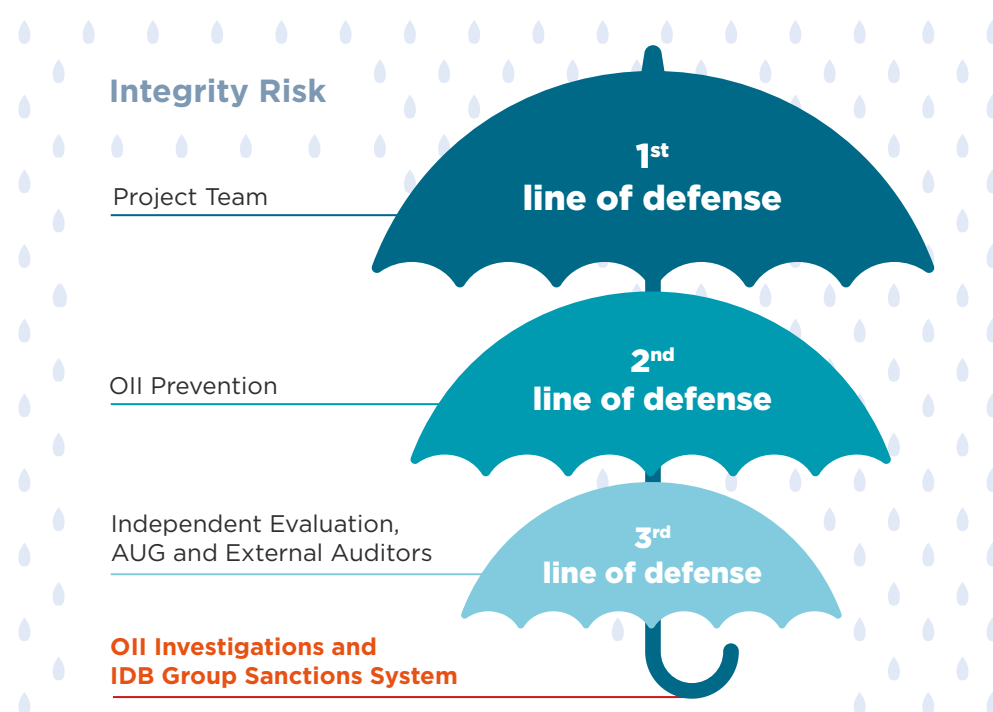 Integrity Risk
1st
line of defense
Project Team
2nd
line of defense
OII Prevention
3rd
line of defense
Independent Evaluation,
AUG and External Auditors
OII Investigations and
IDB Group Sanctions System